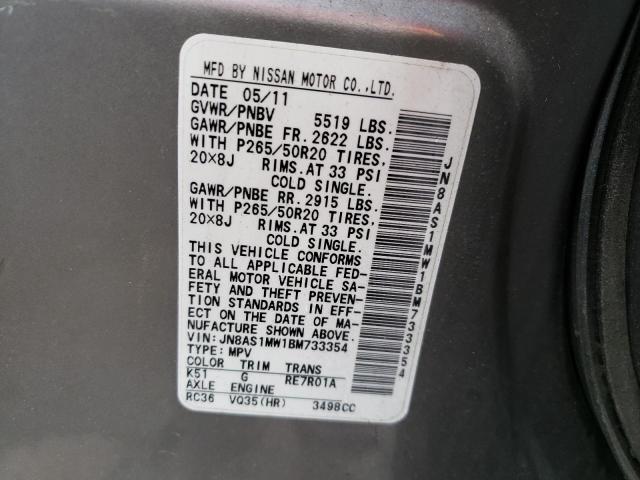 MFD BY NISSAN MOTOR CO.,LTD.
DATE 05/11
GVWR/PNBV 5519 LBS.
GAWR/PNBE FR. 2622 LBS.
WITH P265/50R20 TIRES,
20×8J RIMS.AT 33 PSI
COLD SINGLE.
GAWR/PNBE RR. 2915 LBS.
WITH P265/50R20 TIRES,
20×8J RIMS.AT 33 PSI
COLD SINGLE.
THIS VEHICLE CONFORMS
TO ALL APPLICABLE FED-
ERAL MOTOR VEHICLE SA-
FETY AND THEFT PREVEN-
TION STANDARDS IN EFF-
ECT ON THE DATE OF MA-
NUFACTURE SHOWN ABOVE.
VIN: JN8AS1MW1BM733354
TYPE: MPV
COLOR TRIM TRANS
K51 G RE7R01A
AXLE ENGINE
RC36 VQ35(HR) 3498CC
JN8AS1MW1BM733354